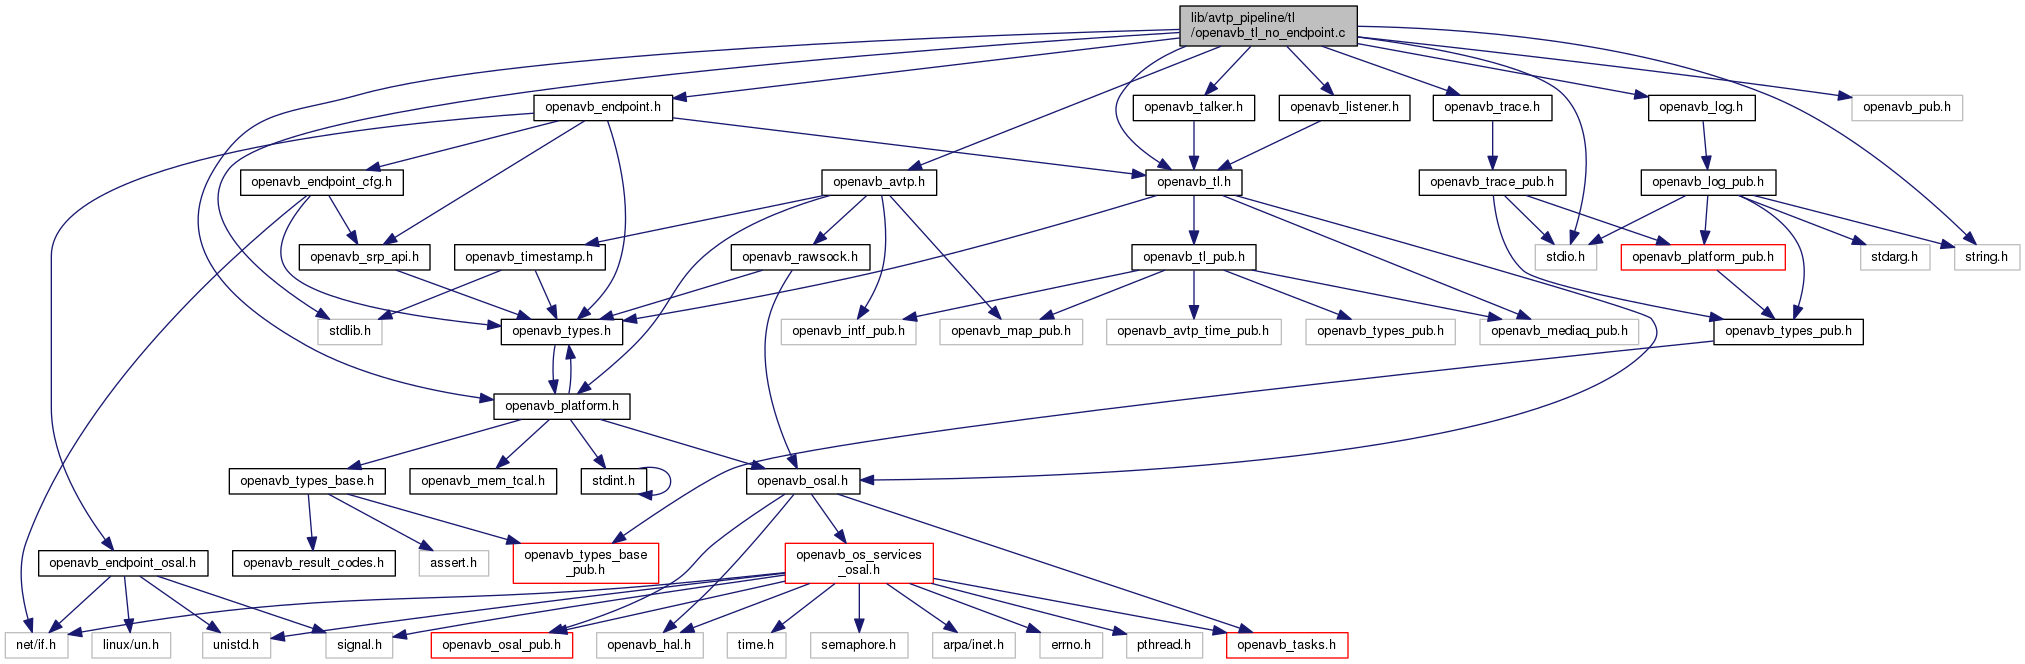 lib/avtp_pipeline/tl
/openavb_tl_no_endpoint.c
openavb_endpoint.h
openavb_talker.h
openavb_listener.h
openavb_trace.h
openavb_log.h
openavb_pub.h
openavb_endpoint_cfg.h
openavb_avtp.h
openavb_tl.h
openavb_trace_pub.h
openavb_log_pub.h
openavb_srp_api.h
openavb_timestamp.h
openavb_rawsock.h
openavb_tl_pub.h
stdio.h
openavb_platform_pub.h
stdarg.h
string.h
stdlib.h
openavb_types.h
openavb_intf_pub.h
openavb_map_pub.h
openavb_avtp_time_pub.h
openavb_types_pub.h
openavb_mediaq_pub.h
openavb_types_pub.h
openavb_platform.h
openavb_types_base.h
openavb_mem_tcal.h
stdint.h
openavb_osal.h
openavb_endpoint_osal.h
openavb_result_codes.h
assert.h
openavb_types_base
_pub.h
openavb_os_services
_osal.h
net/if.h
linux/un.h
unistd.h
signal.h
openavb_osal_pub.h
openavb_hal.h
time.h
semaphore.h
arpa/inet.h
errno.h
pthread.h
openavb_tasks.h